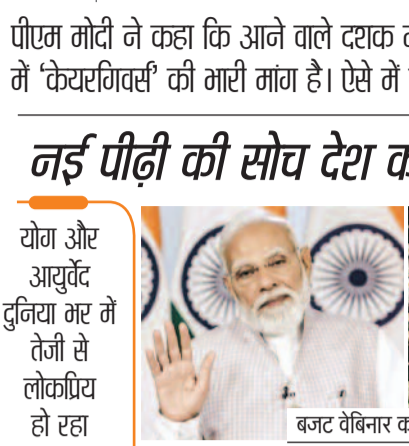 पीएम मोदी ने कहा कि आने वाले दशक
में ‘केयरगिवर्स’ की भारी मांग है। ऐसे में
नई पीढ़ी की सोच देश
योग और
आयुर्वेद
दुनिया भर में
तेजी से
लोकप्रिय
हो रहा
बजट वेबिनार